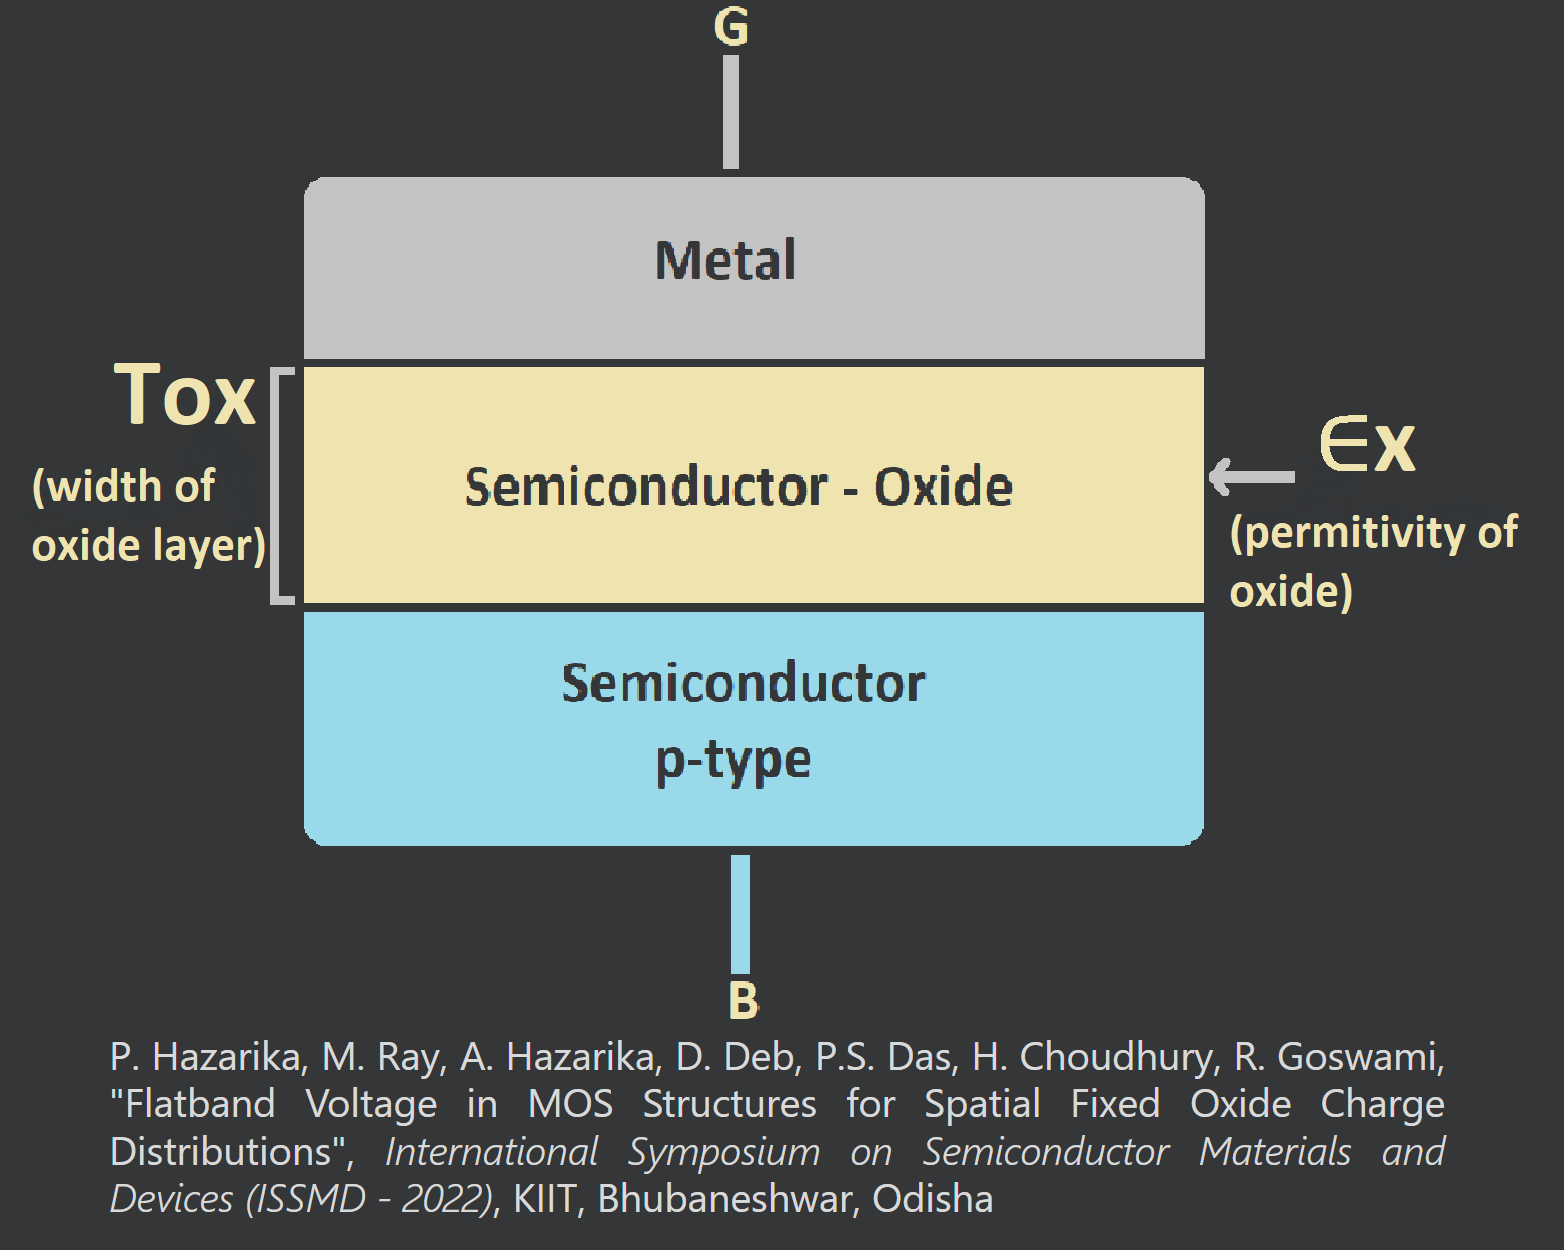 G
Metal
Tox
(width of
oxide layer)
Semiconductor - Oxide
∈x
(permitivity of
oxide)
Semiconductor
p-type
B
P. Hazarika, M. Ray, A. Hazarika, D. Deb, P.S. Das, H. Choudhury, R. Goswami,
"Flatband Voltage in MOS Structures for Spatial Fixed Oxide Charge
Distributions", International Symposium on Semiconductor Materials and
Devices (ISSMD - 2022), KIIT, Bhubaneshwar, Odisha